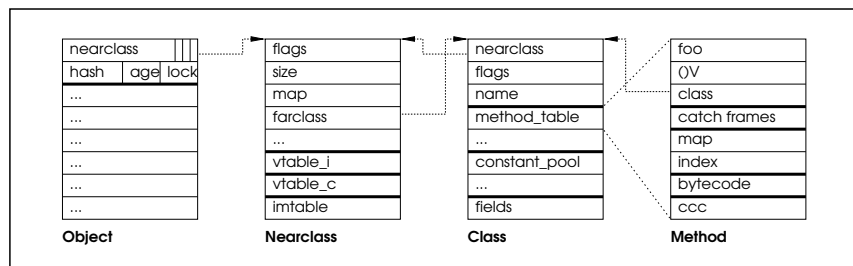 nearclass
hash age lock
...
...
...
...
...
...
Object
flags
size
map
farclass
...
vtable_i
vtable_c
imtable
Nearclass
nearclass
flags
name
method_table
...
constant_pool
...
fields
Class
foo
()V
class
catch frames
map
index
bytecode
ccc
Method